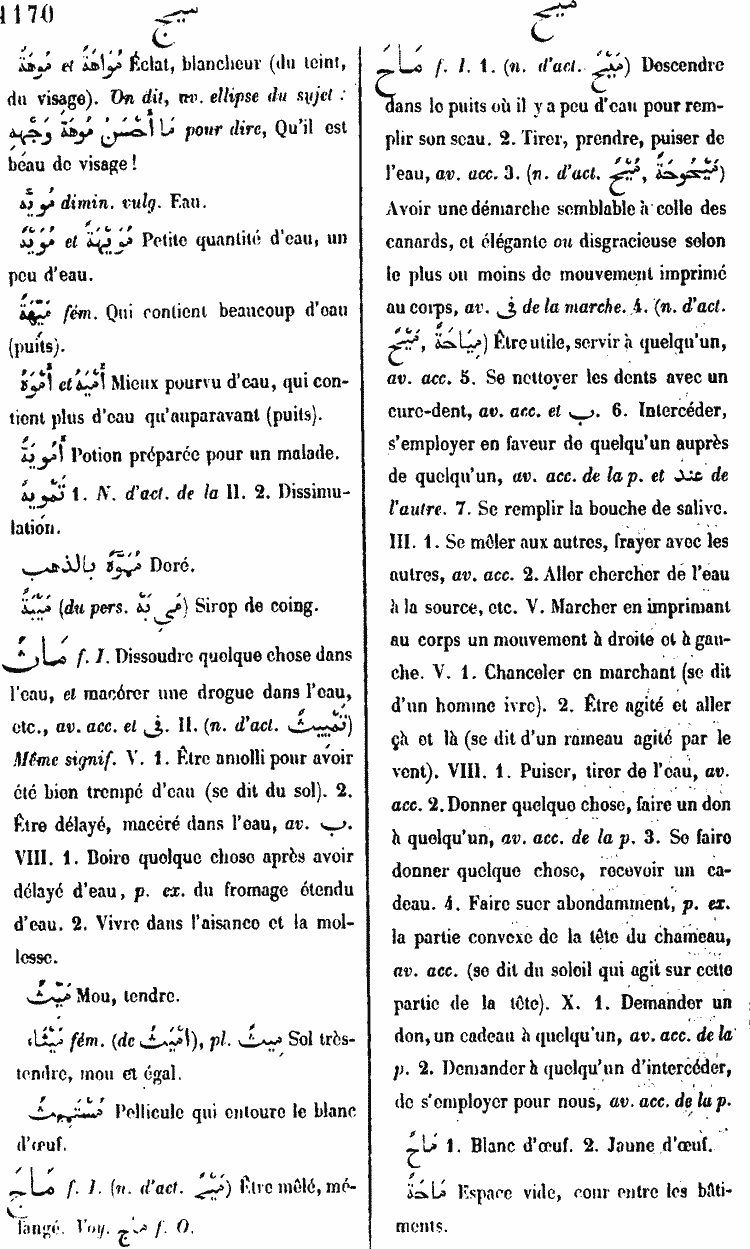 1170 ميج ميح
مُوهَةٌ et مُوَاهَةٌ Éclat, blancheur (du teint,
du visage). On dit, av. ellipse du sujet :
مَا أَحْسَنُ مُوهَةَ وَجْهِهِ pour dire, Qu'il est
beau de visage !
مُوَيْهٌ dimin. vulg. Eau.
مُوَيْهَةٌ et مُوَيَّةٌ Petite quantité d'eau, un
peu d'eau.
مَيِّهَةٌ fém. Qui contient beaucoup d'eau
(puits).
أَمْيَهُ et أَمْوَهُ Mieux pourvu d'eau, qui con-
tient plus d'eau qu'auparavant (puits).
أُمْوِيَّةٌ Potion préparée pour un malade.
تَمْوِيهٌ 1. N. d'act. de la II. 2. Dissimu-
lation.
مُمَوَّهٌ بالذهب Doré.
مَيْبَةٌ (du pers. مَىْ بَهْ) Sirop de coing.
مَاثَ f. I. Dissoudre quelque chose dans
l'eau, et macérer une drogue dans l'eau,
etc., av. acc. et فى. II. (n. d'act. تَمْيِيثٌ)
Même signif. V. 1. Être amolli pour avoir
été bien trempé d'eau (se dit du sol). 2.
Être délayé, macéré dans l'eau, av. ب.
VIII. 1. Boire quelque chose après avoir
délayé d'eau, p. ex. du fromage étendu
d'eau. 2. Vivre dans l'aisance et la mol-
lesse.
مَيِّثٌ Mou, tendre.
مَيْثَاءُ fém. (de أَمْيَثُ), pl. مِيثٌ Sol très-
tendre, mou et égal.
مُسْتَمِيثٌ Pellicule qui entoure le blanc
d'œuf.
مَاجَ f. I. (n. d'act. مَيْجٌ) Être mêlé, mé-
langé. Voy. ماج f. O.
مَاحَ f. I. 1. (n. d'act. مَيْحٌ) Descendre
dans le puits où il y a peu d'eau pour rem-
plir son seau. 2. Tirer, prendre, puiser de
l'eau, av. acc. 3. (n. d'act. مَيْحٌ, مَيْحُوحَةٌ)
Avoir une démarche semblable à celle des
canards, et élégante ou disgracieuse selon
le plus ou moins de mouvement imprimé
au corps, av. فى de la marche. 4. (n. d'act.
مَيْحٌ, مِيَاحَةٌ) Être utile, servir à quelqu'un,
av. acc. 5. Se nettoyer les dents avec un
cure-dent, av. acc. et ب. 6. Intercéder,
s'employer en faveur de quelqu'un auprès
de quelqu'un, av. acc. de la p. et عند de
l'autre. 7. Se remplir la bouche de salive.
III. 1. Se mêler aux autres, frayer avec les
autres, av. acc. 2. Aller chercher de l'eau
à la source, etc. V. Marcher en imprimant
au corps un mouvement à droite et à gau-
che. V. 1. Chanceler en marchant (se dit
d'un homme ivre). 2. Être agité et aller
çà et là (se dit d'un rameau agité par le
vent). VIII. 1. Puiser, tirer de l'eau, av.
acc. 2. Donner quelque chose, faire un don
à quelqu'un, av. acc. de la p. 3. Se faire
donner quelque chose, recevoir un ca-
deau. 4. Faire suer abondamment, p. ex.
la partie convexe de la tête du chameau,
av. acc. (se dit du soleil qui agit sur cette
partie de la tête). X. 1. Demander un
don, un cadeau à quelqu'un, av. acc. de la
p. 2. Demander à quelqu'un d'intercéder,
de s'employer pour nous, av. acc. de la p.
مَاحٌ 1. Blanc d'œuf. 2. Jaune d'œuf.
مَاحَةٌ Espace vide, cour entre les bâti-
ments.